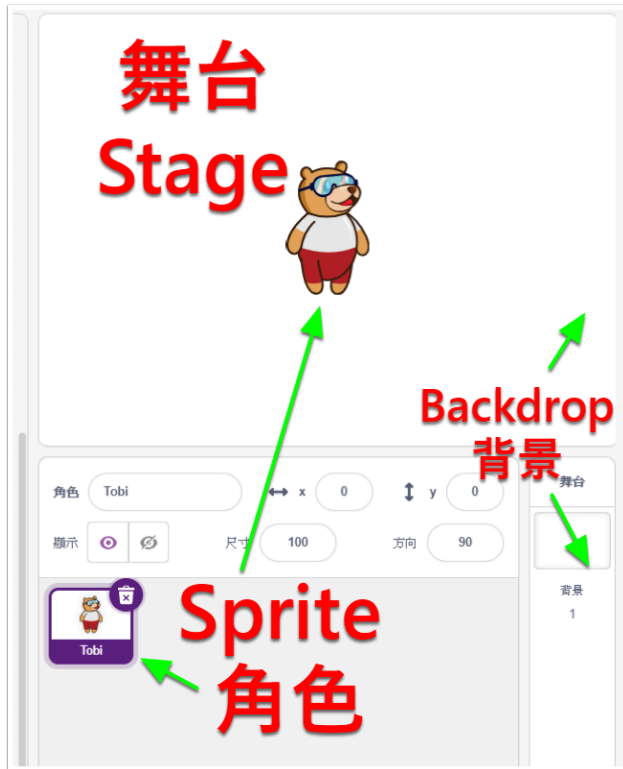 舞台
Stage
Backdrop
背景
角色 Tobi x 0 y 0
舞台
顯示 尺寸 100 方向 90
背景
1
Tobi
Sprite
角色